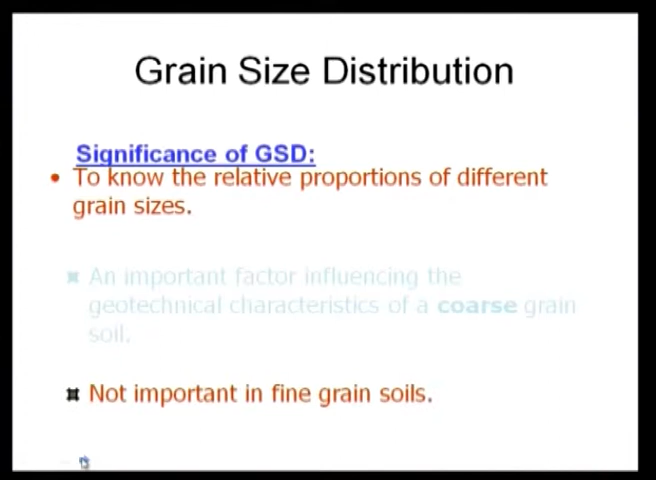 Grain Size Distribution
Significance of GSD:
• To know the relative proportions of different
grain sizes.
An important factor influencing the
geotechnical characteristics of a coarse grain
soil.
Not important in fine grain soils.